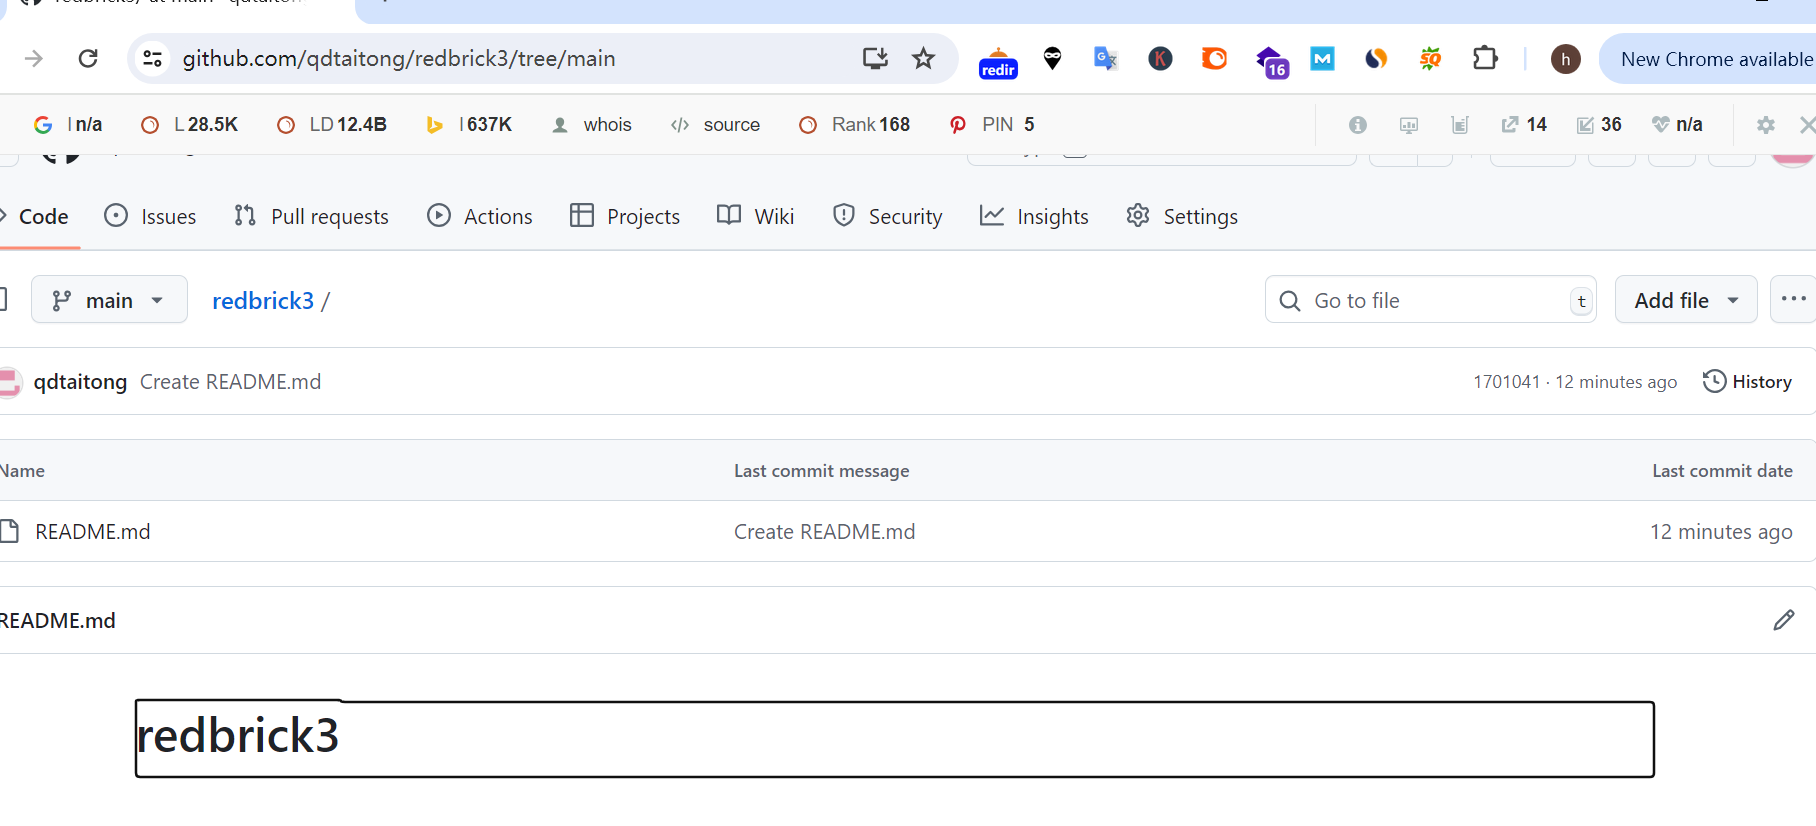 github.com/qdtaitong/redbrick3/tree/main
redir
16
h
New Chrome available
I n/a L 28.5K LD 12.4B I 637K whois source Rank 168 PIN 5 14 36 n/a
Code Issues Pull requests Actions Projects Wiki Security Insights Settings
main redbrick3 / Go to file t Add file
qdtaitong Create README.md 1701041 · 12 minutes ago History
Name Last commit message Last commit date
README.md Create README.md 12 minutes ago
README.md
redbrick3